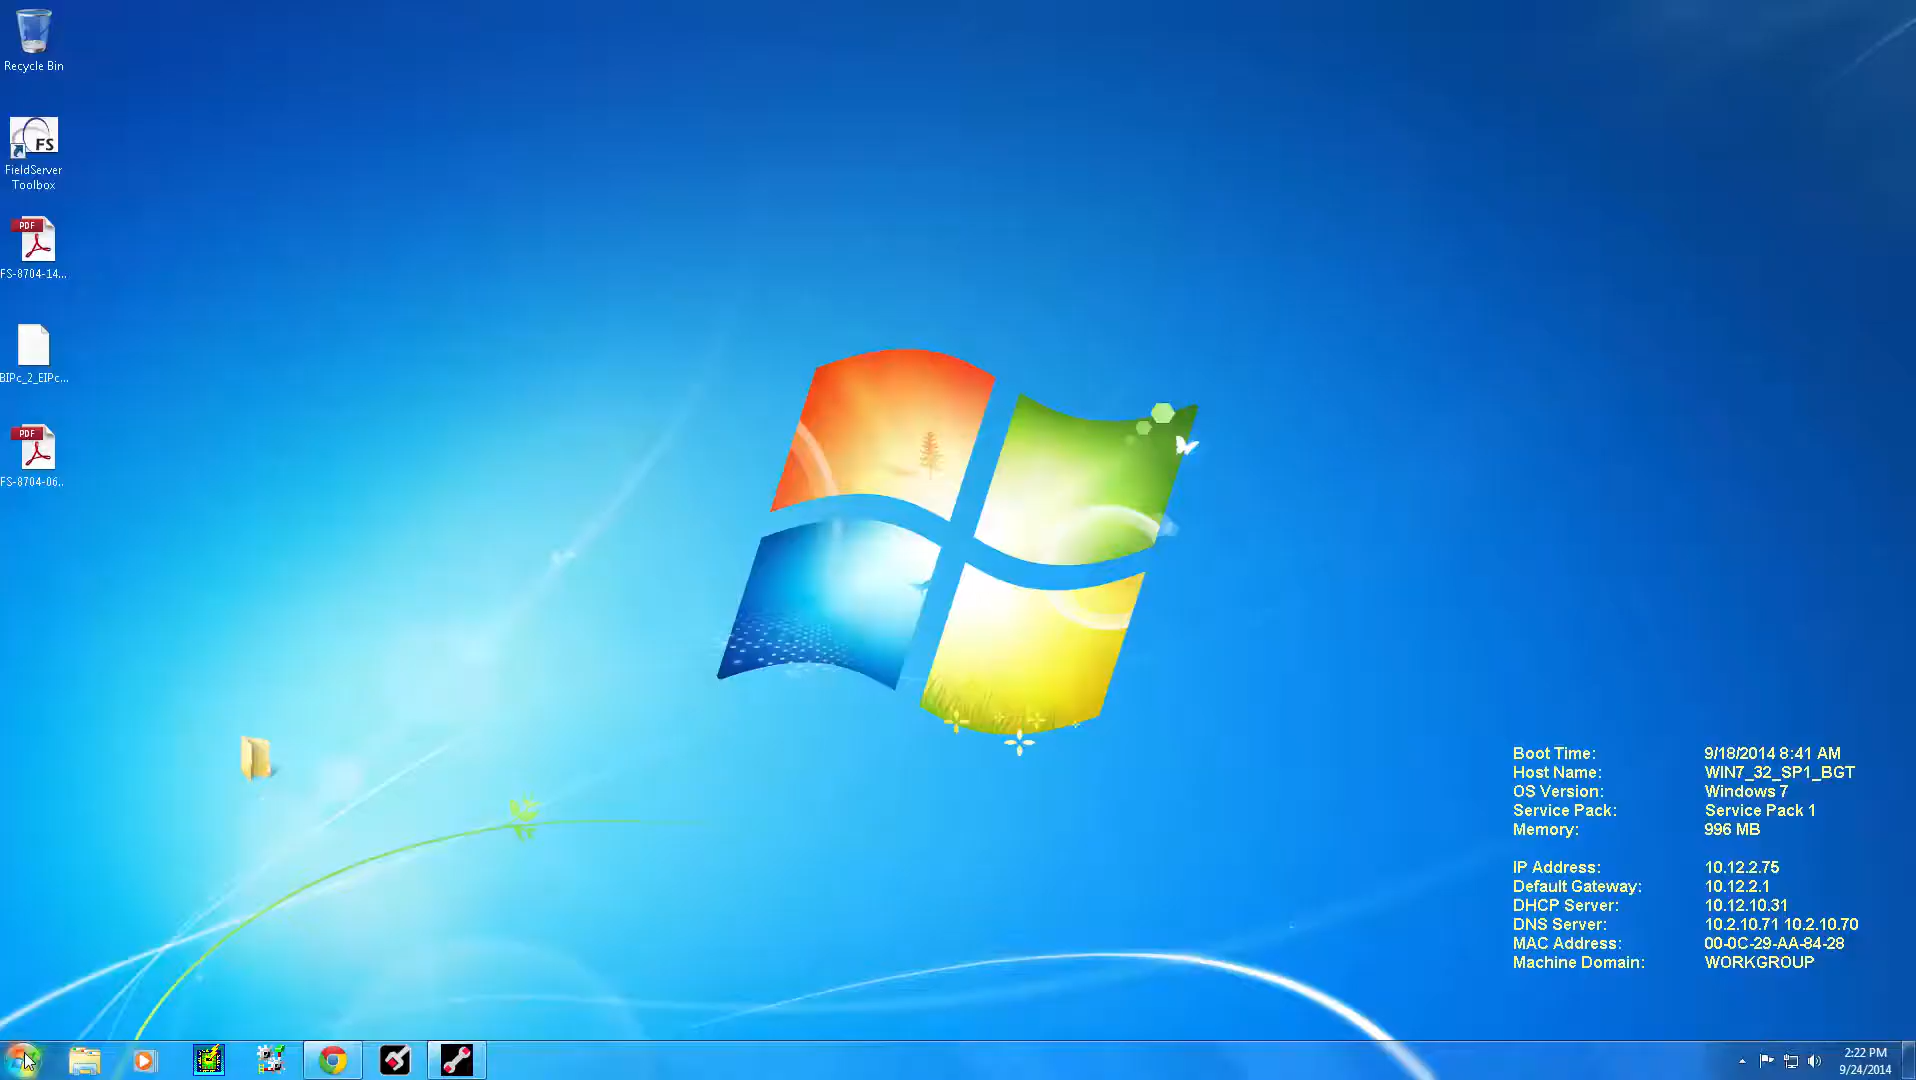 Recycle Bin
FS
FieldServer
Toolbox
PDF
FS-8704-14...
BIPc_2_EIPc...
PDF
FS-8704-06...
Boot Time: 9/18/2014 8:41 AM
Host Name: WIN7_32_SP1_BGT
OS Version: Windows 7
Service Pack: Service Pack 1
Memory: 996 MB
IP Address: 10.12.2.75
Default Gateway: 10.12.2.1
DHCP Server: 10.12.10.31
DNS Server: 10.2.10.71 10.2.10.70
MAC Address: 00-0C-29-AA-84-28
Machine Domain: WORKGROUP
2:22 PM
9/24/2014